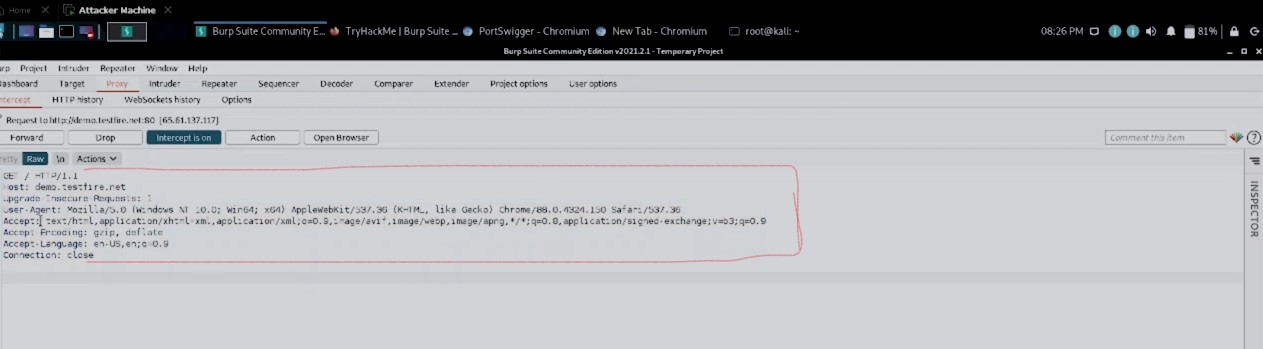 Home × Attacker Machine ×
Burp Suite Community E... TryHackMe | Burp Suite ... PortSwigger - Chromium New Tab - Chromium root@kali: ~ 08:26 PM 81%
Burp Suite Community Edition v2021.2.1 - Temporary Project
urp Project Intruder Repeater Window Help
Dashboard Target Proxy Intruder Repeater Sequencer Decoder Comparer Extender Project options User options
ntercept HTTP history WebSockets history Options
Request to http://demo.testfire.net:80 [65.61.137.117]
Forward Drop Intercept is on Action Open Browser Comment this item
retty Raw \n Actions
INSPECTOR
GET / HTTP/1.1
Host: demo.testfire.net
Upgrade-Insecure-Requests: 1
User-Agent: Mozilla/5.0 (Windows NT 10.0; Win64; x64) AppleWebKit/537.36 (KHTML, like Gecko) Chrome/88.0.4324.150 Safari/537.36
Accept: text/html,application/xhtml+xml,application/xml;q=0.9,image/avif,image/webp,image/apng,*/*;q=0.8,application/signed-exchange;v=b3;q=0.9
Accept-Encoding: gzip, deflate
Accept-Language: en-US,en;q=0.9
Connection: close